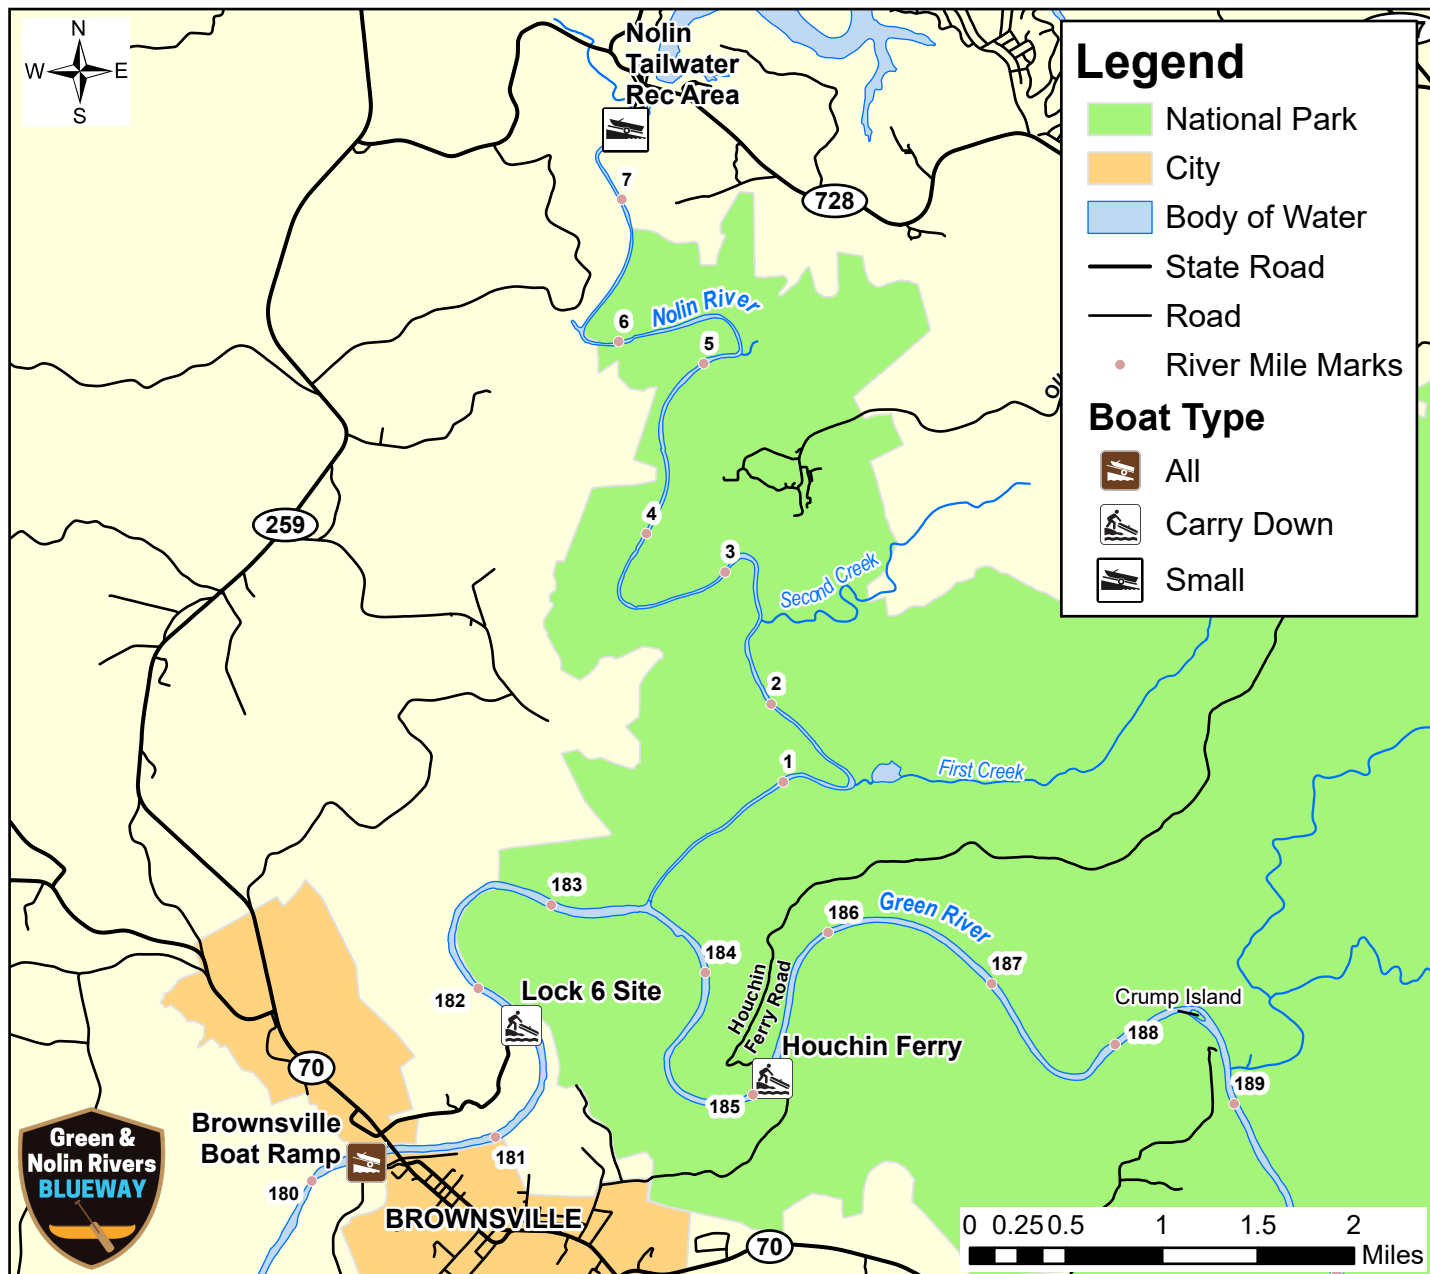 N
W E
S
Nolin
Tailwater
Rec Area
Legend
National Park
City
Body of Water
State Road
Road
River Mile Marks
Boat Type
All
Carry Down
Small
7
728
7
Nolin River
6
5
259
4
3
Second Creek
2
1
First Creek
183
186
Green River
184
187
182
Lock 6 Site
Houchin
Ferry Road
Crump Island
188
Houchin Ferry
189
185
70
Brownsville
Boat Ramp
181
180
BROWNSVILLE
70
Green &
Nolin Rivers
BLUEWAY
0 0.25 0.5 1 1.5 2
Miles